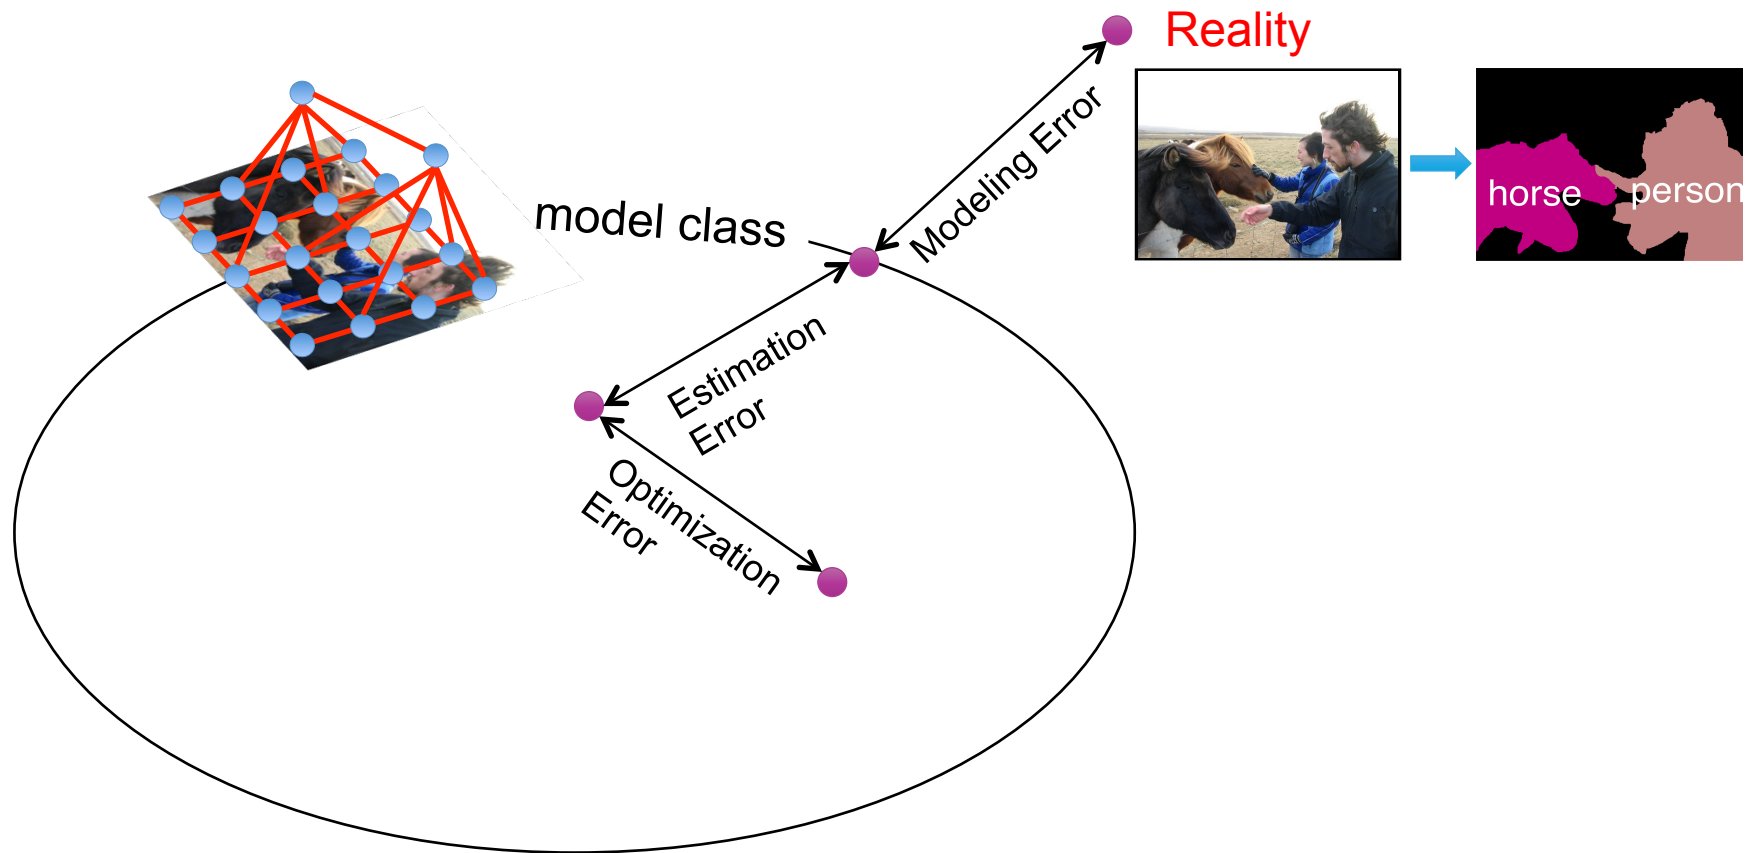 Reality
Modeling Error
model class
horse
person
Estimation
Error
Optimization
Error